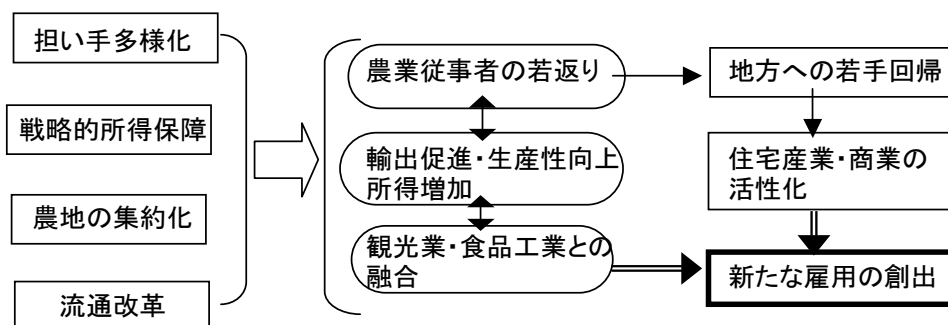 担い手多様化
戦略的所得保障
農地の集約化
流通改革
農業従事者の若返り
輸出促進・生産性向上
所得増加
観光業・食品工業との
融合
地方への若手回帰
住宅産業・商業の
活性化
新たな雇用の創出